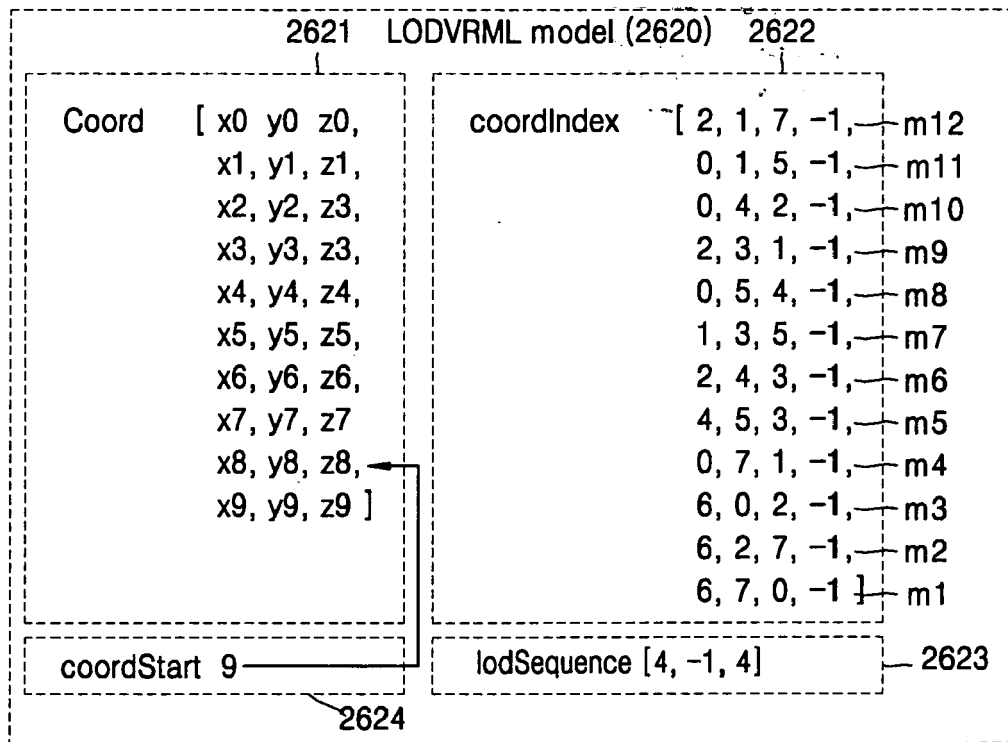 2621 LODVRML model (2620) 2622
Coord [ x0 y0 z0,
x1, y1, z1,
x2, y2, z3,
x3, y3, z3,
x4, y4, z4,
x5, y5, z5,
x6, y6, z6,
x7, y7, z7
x8, y8, z8,
x9, y9, z9 ]
coordIndex [ 2, 1, 7, -1, m12
0, 1, 5, -1, m11
0, 4, 2, -1, m10
2, 3, 1, -1, m9
0, 5, 4, -1, m8
1, 3, 5, -1, m7
2, 4, 3, -1, m6
4, 5, 3, -1, m5
0, 7, 1, -1, m4
6, 0, 2, -1, m3
6, 2, 7, -1, m2
6, 7, 0, -1 ] m1
coordStart 9
lodSequence [4, -1, 4] 2623
2624